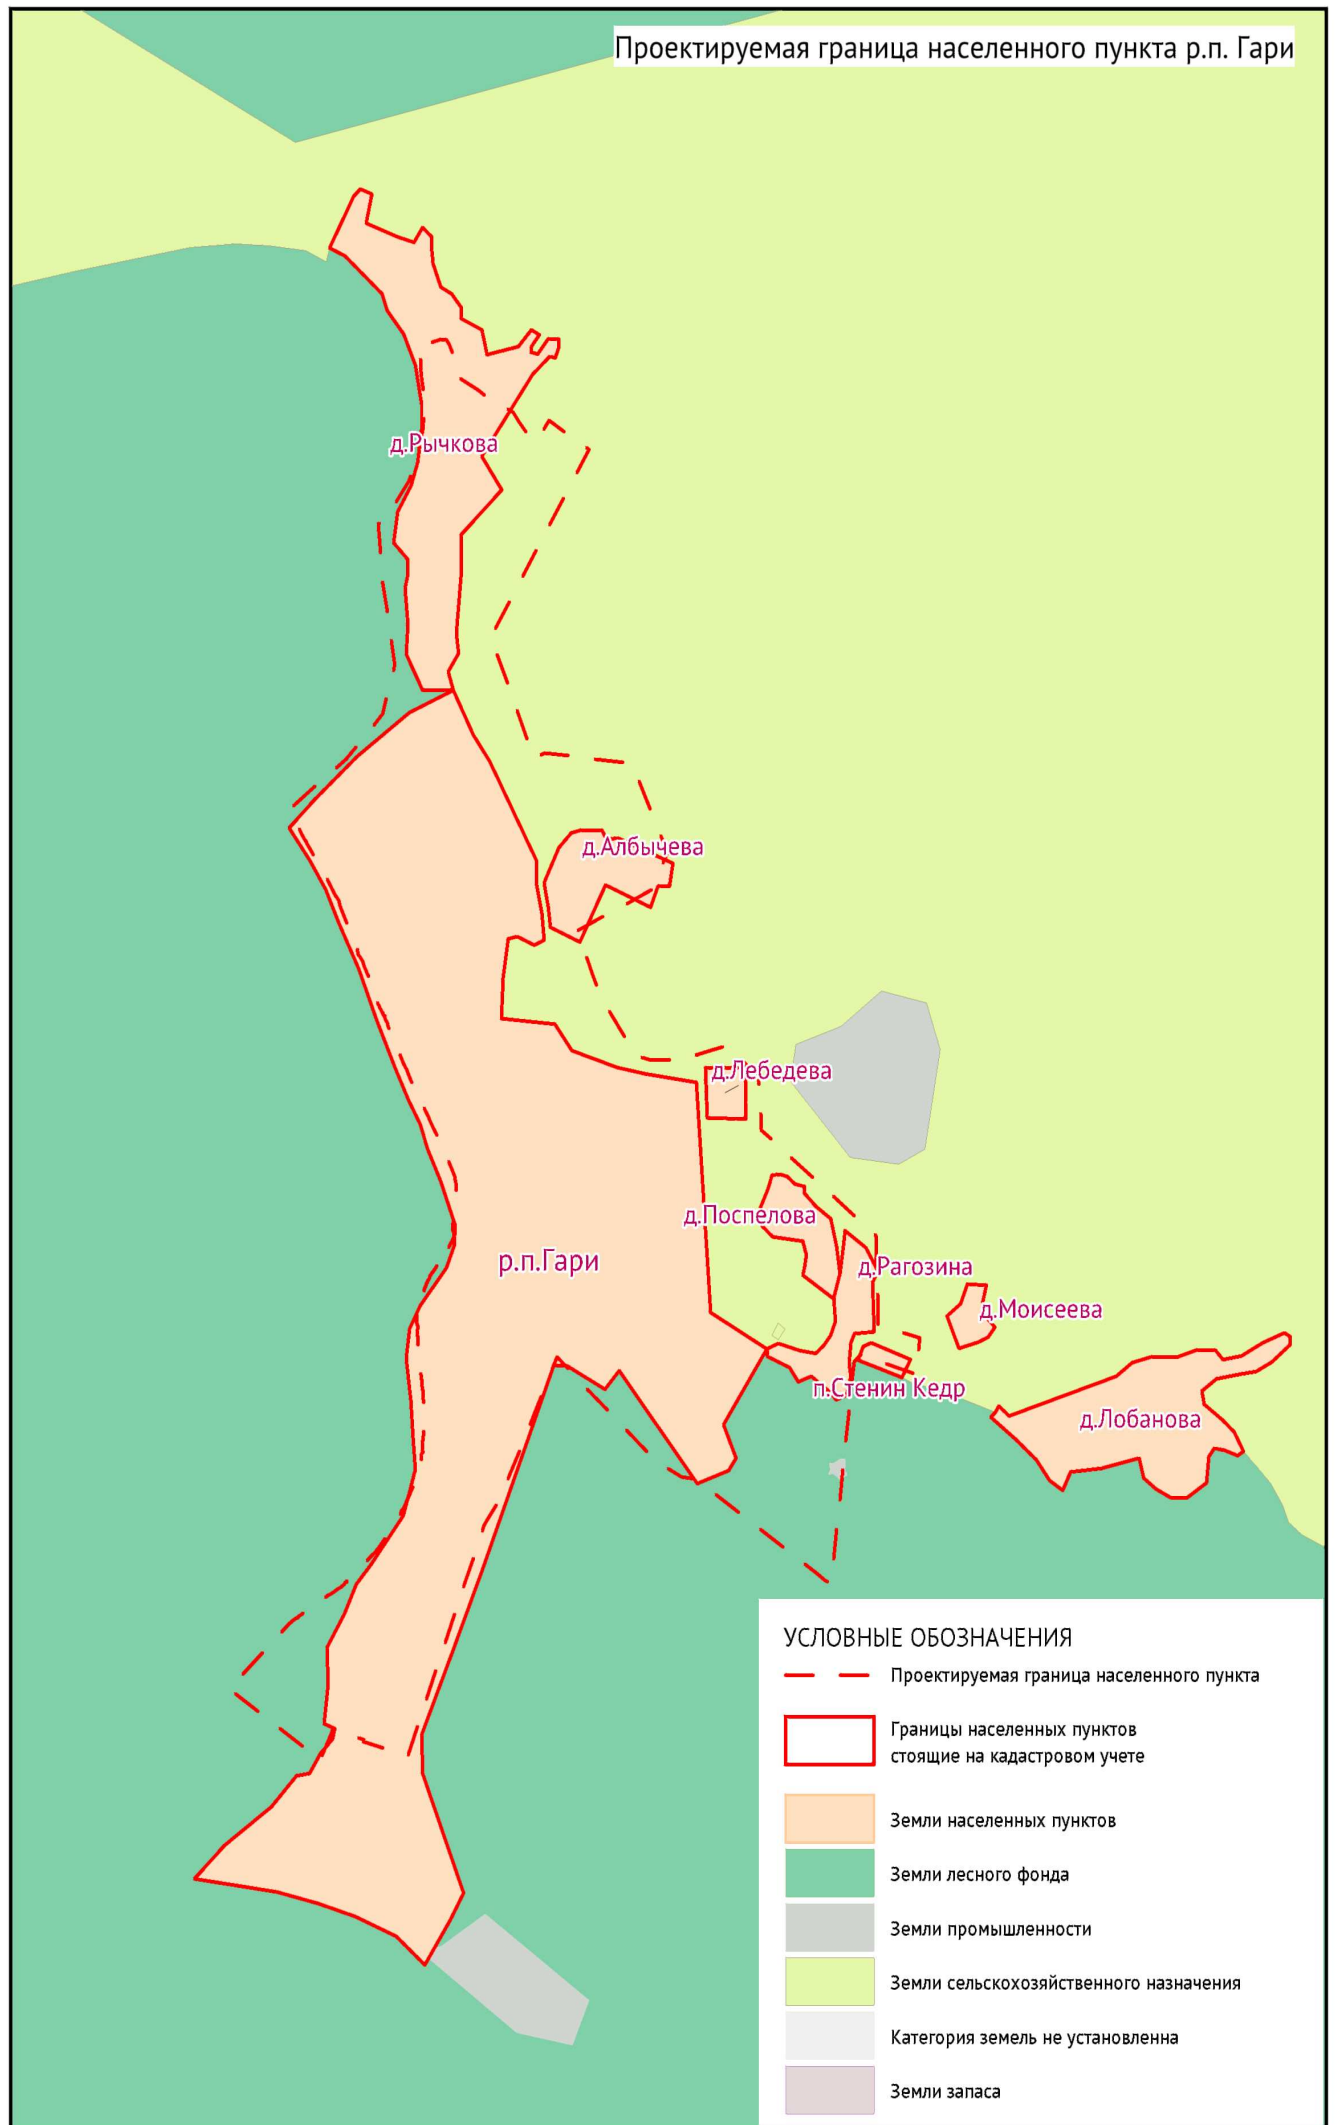 Проектируемая граница населенного пункта р.п. Гари
д.Рычкова
д.Албычева
д.Лебедева
д.Поспелова
р.п.Гари
д.Рагозина
д.Моисеева
п.Стенин Кедр
д.Лобанова
УСЛОВНЫЕ ОБОЗНАЧЕНИЯ
Проектируемая граница населенного пункта
Границы населенных пунктов
стоящие на кадастровом учете
Земли населенных пунктов
Земли лесного фонда
Земли промышленности
Земли сельскохозяйственного назначения
Категория земель не установленна
Земли запаса